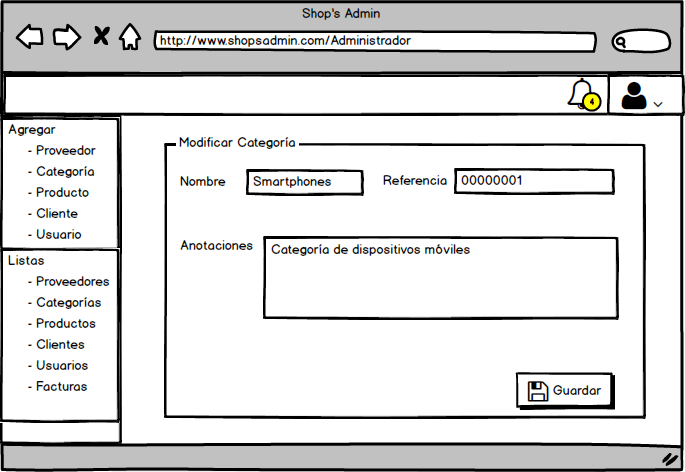 Shop's Admin
http://www.shopsadmin.com/Administrador
4
Agregar
- Proveedor
- Categoría
- Producto
- Cliente
- Usuario
Listas
- Proveedores
- Categorías
- Productos
- Clientes
- Usuarios
- Facturas
Modificar Categoría
Nombre Smartphones Referencia 00000001
Anotaciones Categoría de dispositivos móviles
Guardar